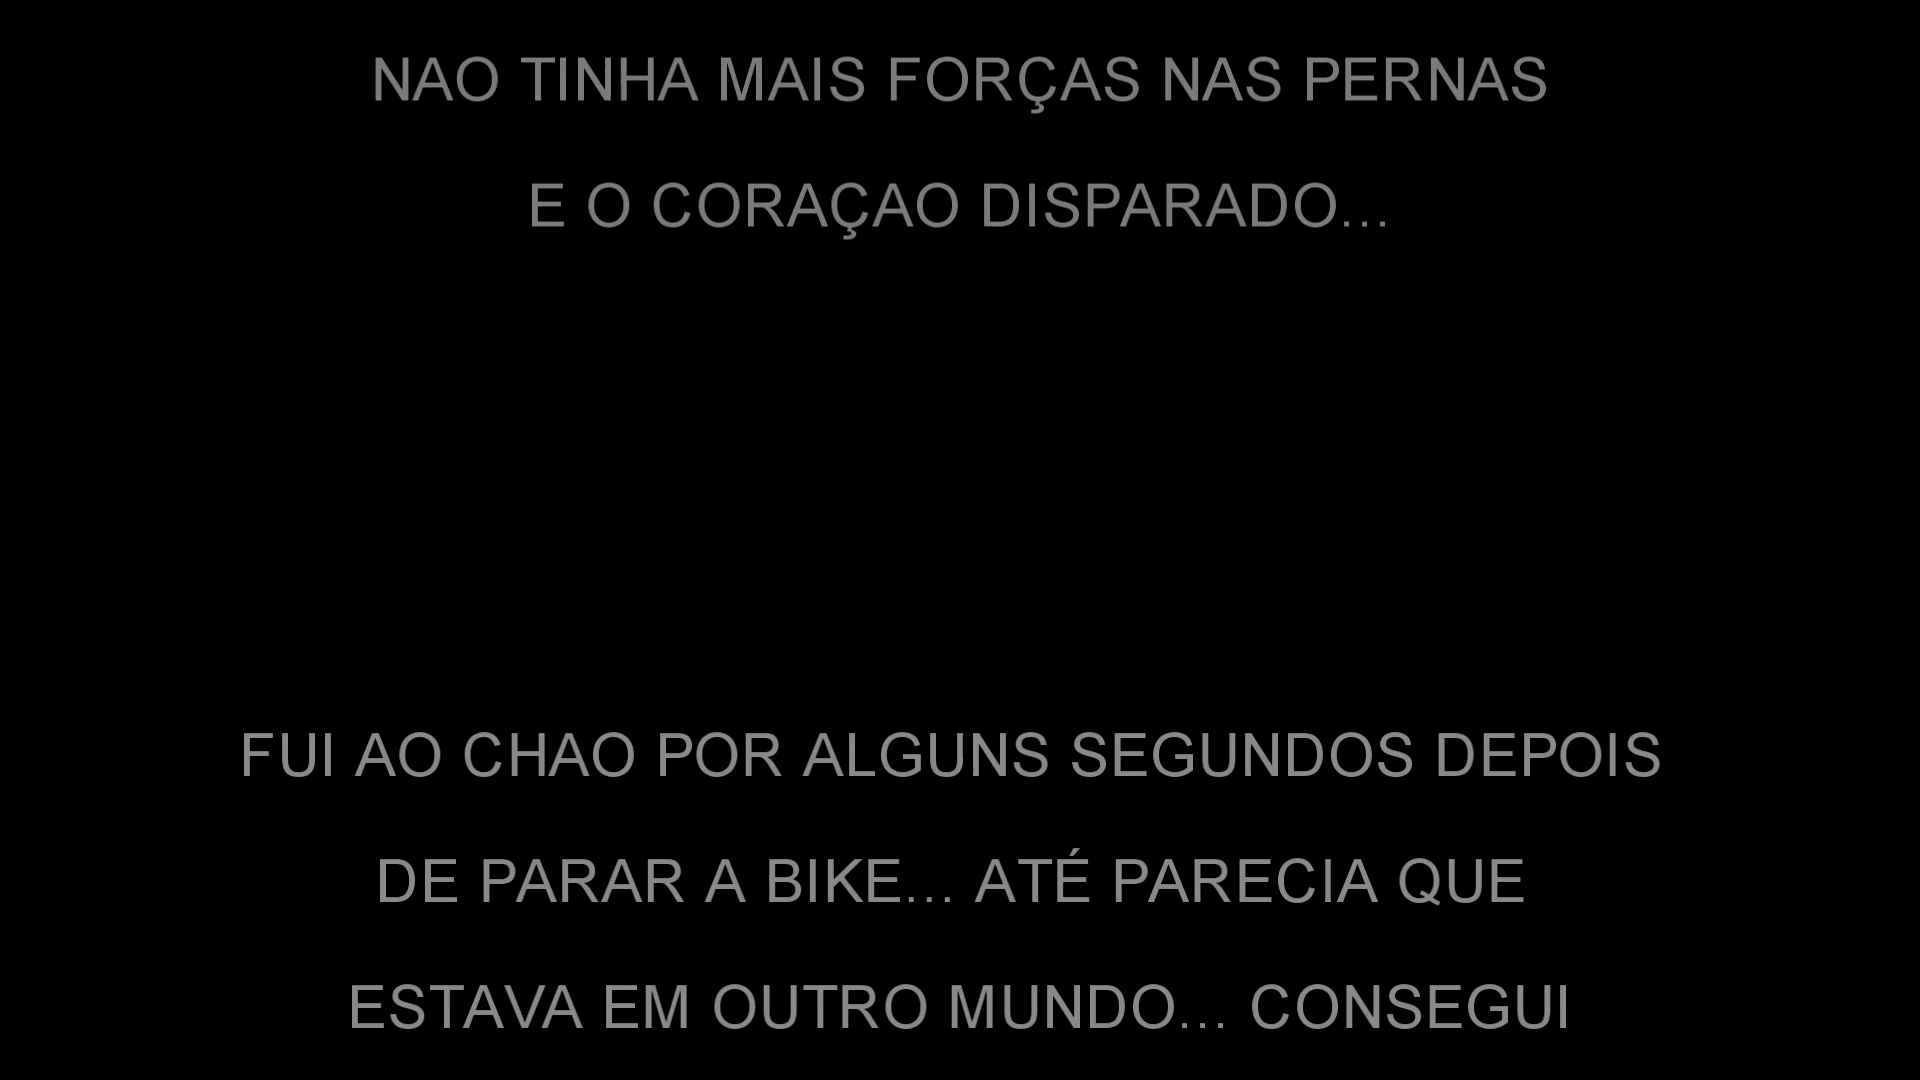 NAO TINHA MAIS FORÇAS NAS PERNAS
E O CORAÇAO DISPARADO...
FUI AO CHAO POR ALGUNS SEGUNDOS DEPOIS
DE PARAR A BIKE... ATÉ PARECIA QUE
ESTAVA EM OUTRO MUNDO... CONSEGUI